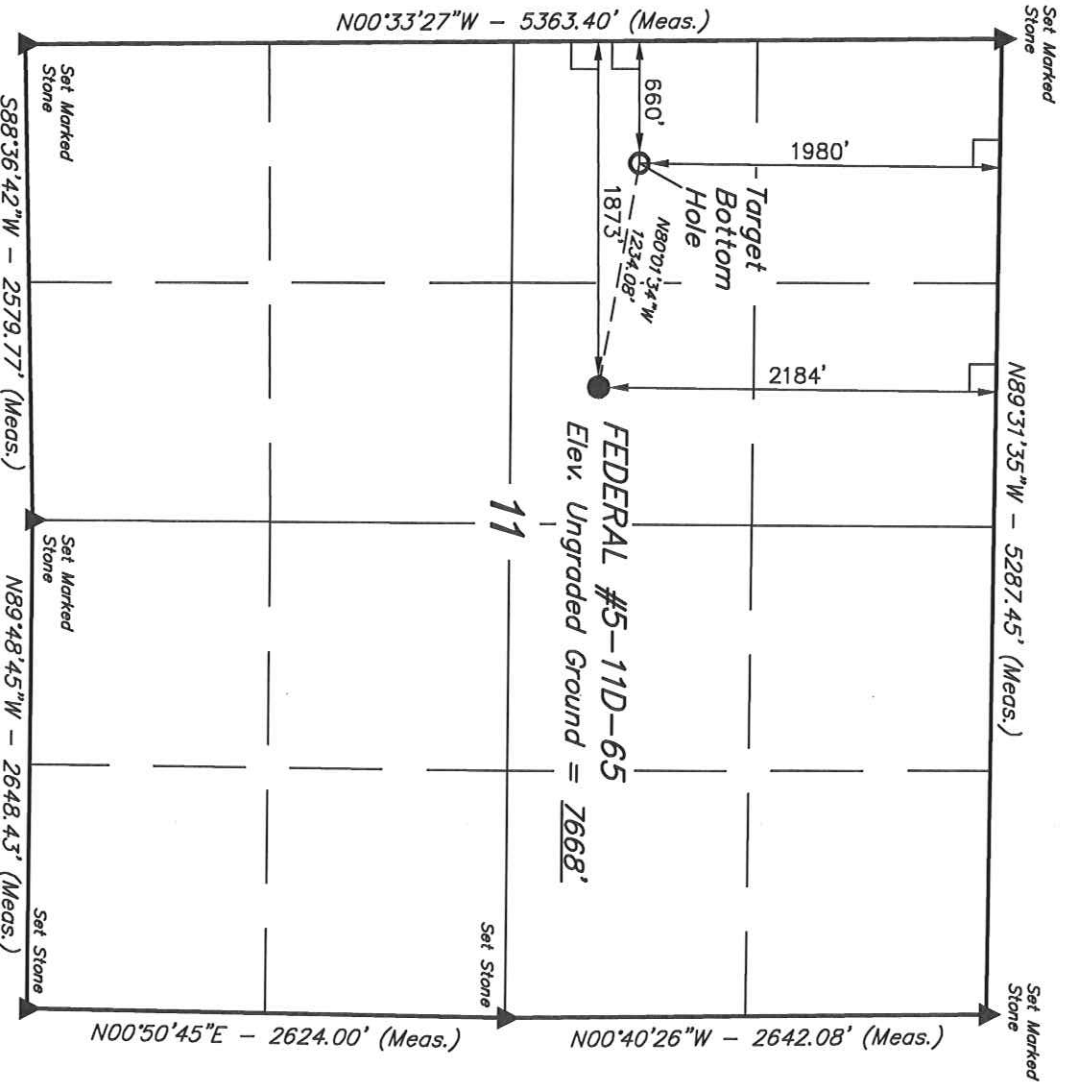 Set Marked
Stone
N00°33'27"W - 5363.40' (Meas.)
660'
1980'
Target
Bottom
Hole
N80°01'34"W
1234.08'
1873'
2184'
N89°31'35"W - 5287.45' (Meas.)
Set Marked
Stone
FEDERAL #5-11D-65
Elev. Ungraded Ground = 7668'
11
Set Marked
Stone
S88°36'42"W - 2579.77' (Meas.)
Set Marked
Stone
N89°48'45"W - 2648.43' (Meas.)
Set Stone
Set Stone
N00°50'45"E - 2624.00' (Meas.)
N00°40'26"W - 2642.08' (Meas.)